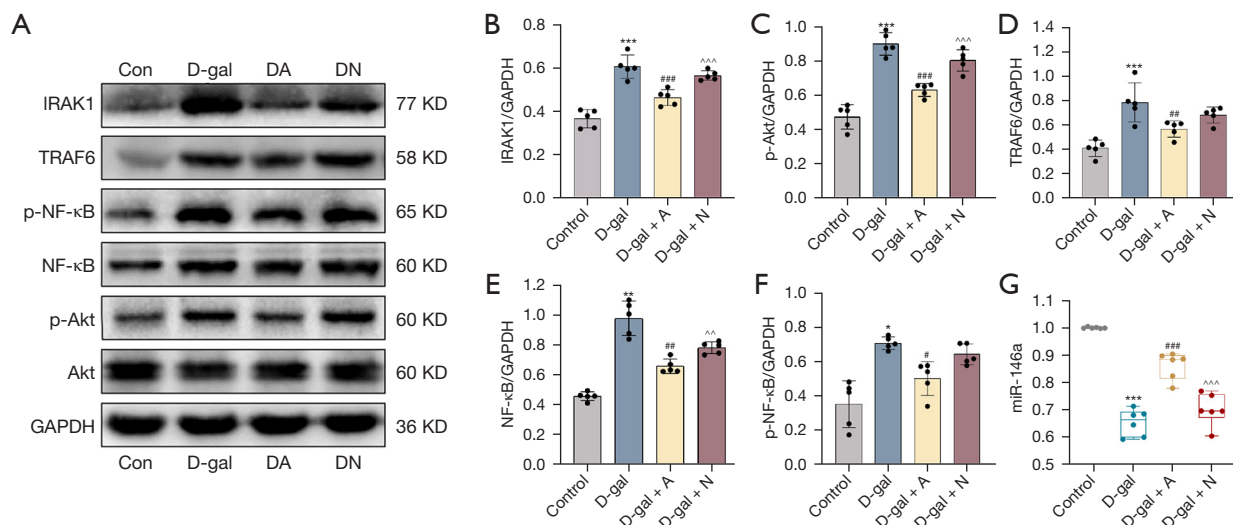 A
Con D-gal DA DN
IRAK1 77 KD
TRAF6 58 KD
p-NF-κB 65 KD
NF-κB 60 KD
p-Akt 60 KD
Akt 60 KD
GAPDH 36 KD
Con D-gal DA DN
B
IRAK1/GAPDH
0.8
0.6
0.4
0.2
0.0
***
###
^^^
Control
D-gal
D-gal + A
D-gal + N
C
p-Akt/GAPDH
1.0
0.8
0.6
0.4
0.2
0.0
***
###
^^^
Control
D-gal
D-gal + A
D-gal + N
D
TRAF6/GAPDH
1.2
1.0
0.8
0.6
0.4
0.2
0.0
***
##
Control
D-gal
D-gal + A
D-gal + N
E
NF-κB/GAPDH
1.2
1.0
0.8
0.6
0.4
0.2
0.0
**
##
^^
Control
D-gal
D-gal + A
D-gal + N
F
p-NF-κB/GAPDH
1.0
0.8
0.6
0.4
0.2
0.0
*
#
Control
D-gal
D-gal + A
D-gal + N
G
miR-146a
1.1
1.0
0.9
0.8
0.7
0.6
0.5
***
###
^^^
Control
D-gal
D-gal + A
D-gal + N